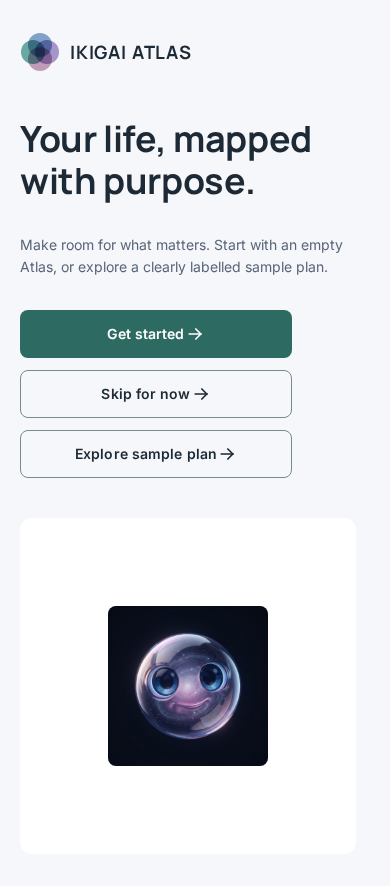 IKIGAI ATLAS
Your life, mapped
with purpose.
Make room for what matters. Start with an empty
Atlas, or explore a clearly labelled sample plan.
Get started →
Skip for now →
Explore sample plan →